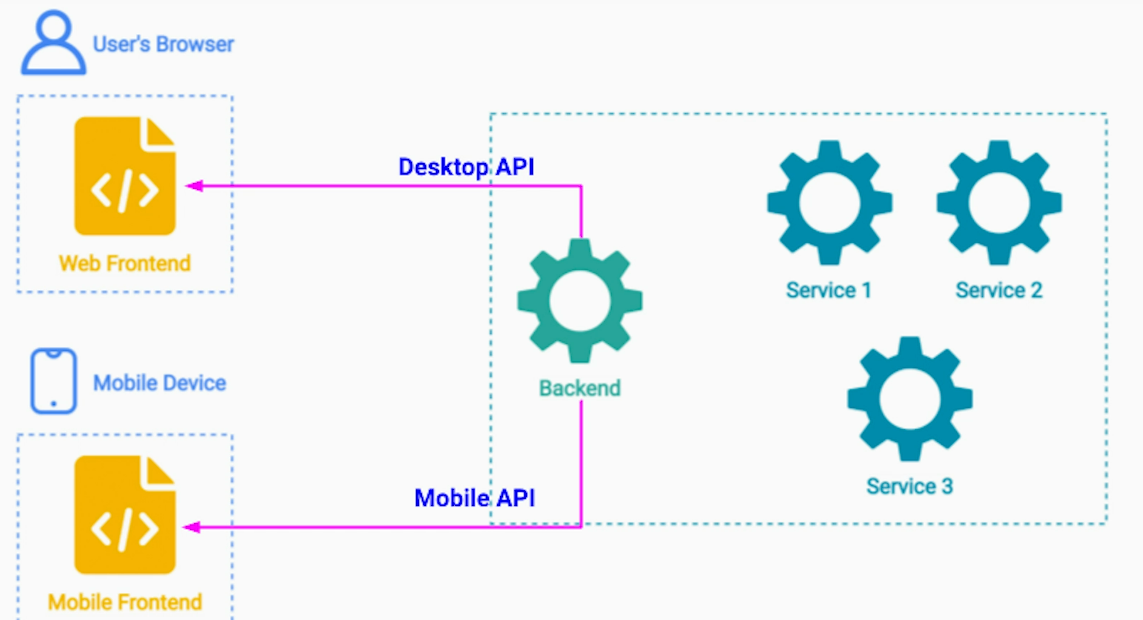 User's Browser
Web Frontend
Desktop API
Backend
Service 1
Service 2
Service 3
Mobile Device
Mobile API
Mobile Frontend